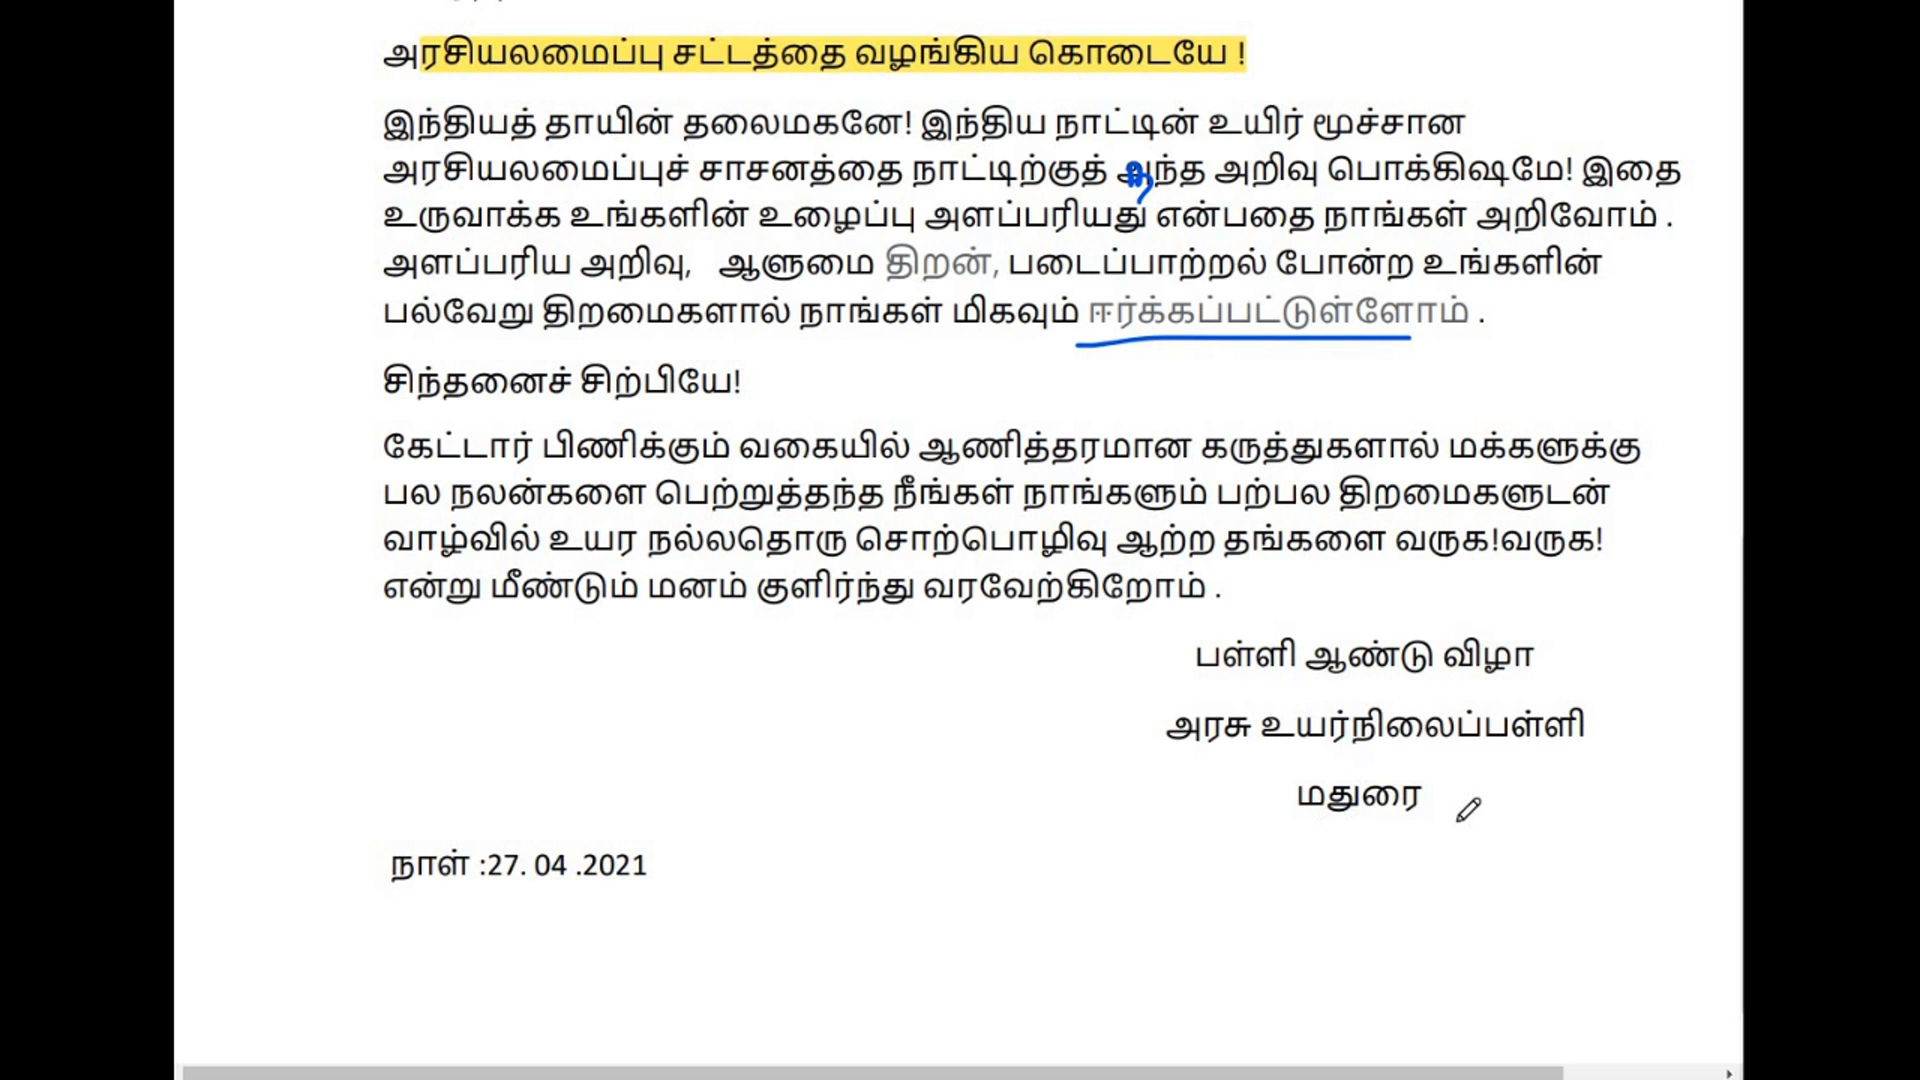 அரசியலமைப்பு சட்டத்தை வழங்கிய கொடையே !
இந்தியத் தாயின் தலைமகனே! இந்திய நாட்டின் உயிர் மூச்சான
அரசியலமைப்புச் சாசனத்தை நாட்டிற்குத் அறிவு பொக்கிஷமே! இதை
உருவாக்க உங்களின் உழைப்பு அளப்பரியது என்பதை நாங்கள் அறிவோம் .
அளப்பரிய அறிவு, ஆளுமை திறன், படைப்பாற்றல் போன்ற உங்களின்
பல்வேறு திறமைகளால் நாங்கள் மிகவும் ஈர்க்கப்பட்டுள்ளோம் .
சிந்தனைச் சிற்பியே!
கேட்டார் பிணிக்கும் வகையில் ஆணித்தரமான கருத்துகளால் மக்களுக்கு
பல நலன்களை பெற்றுத்தந்த நீங்கள் நாங்களும் பற்பல திறமைகளுடன்
வாழ்வில் உயர நல்லதொரு சொற்பொழிவு ஆற்ற தங்களை வருக!வருக!
என்று மீண்டும் மனம் குளிர்ந்து வரவேற்கிறோம் .
பள்ளி ஆண்டு விழா
அரசு உயர்நிலைப்பள்ளி
மதுரை
நாள் :27. 04 .2021